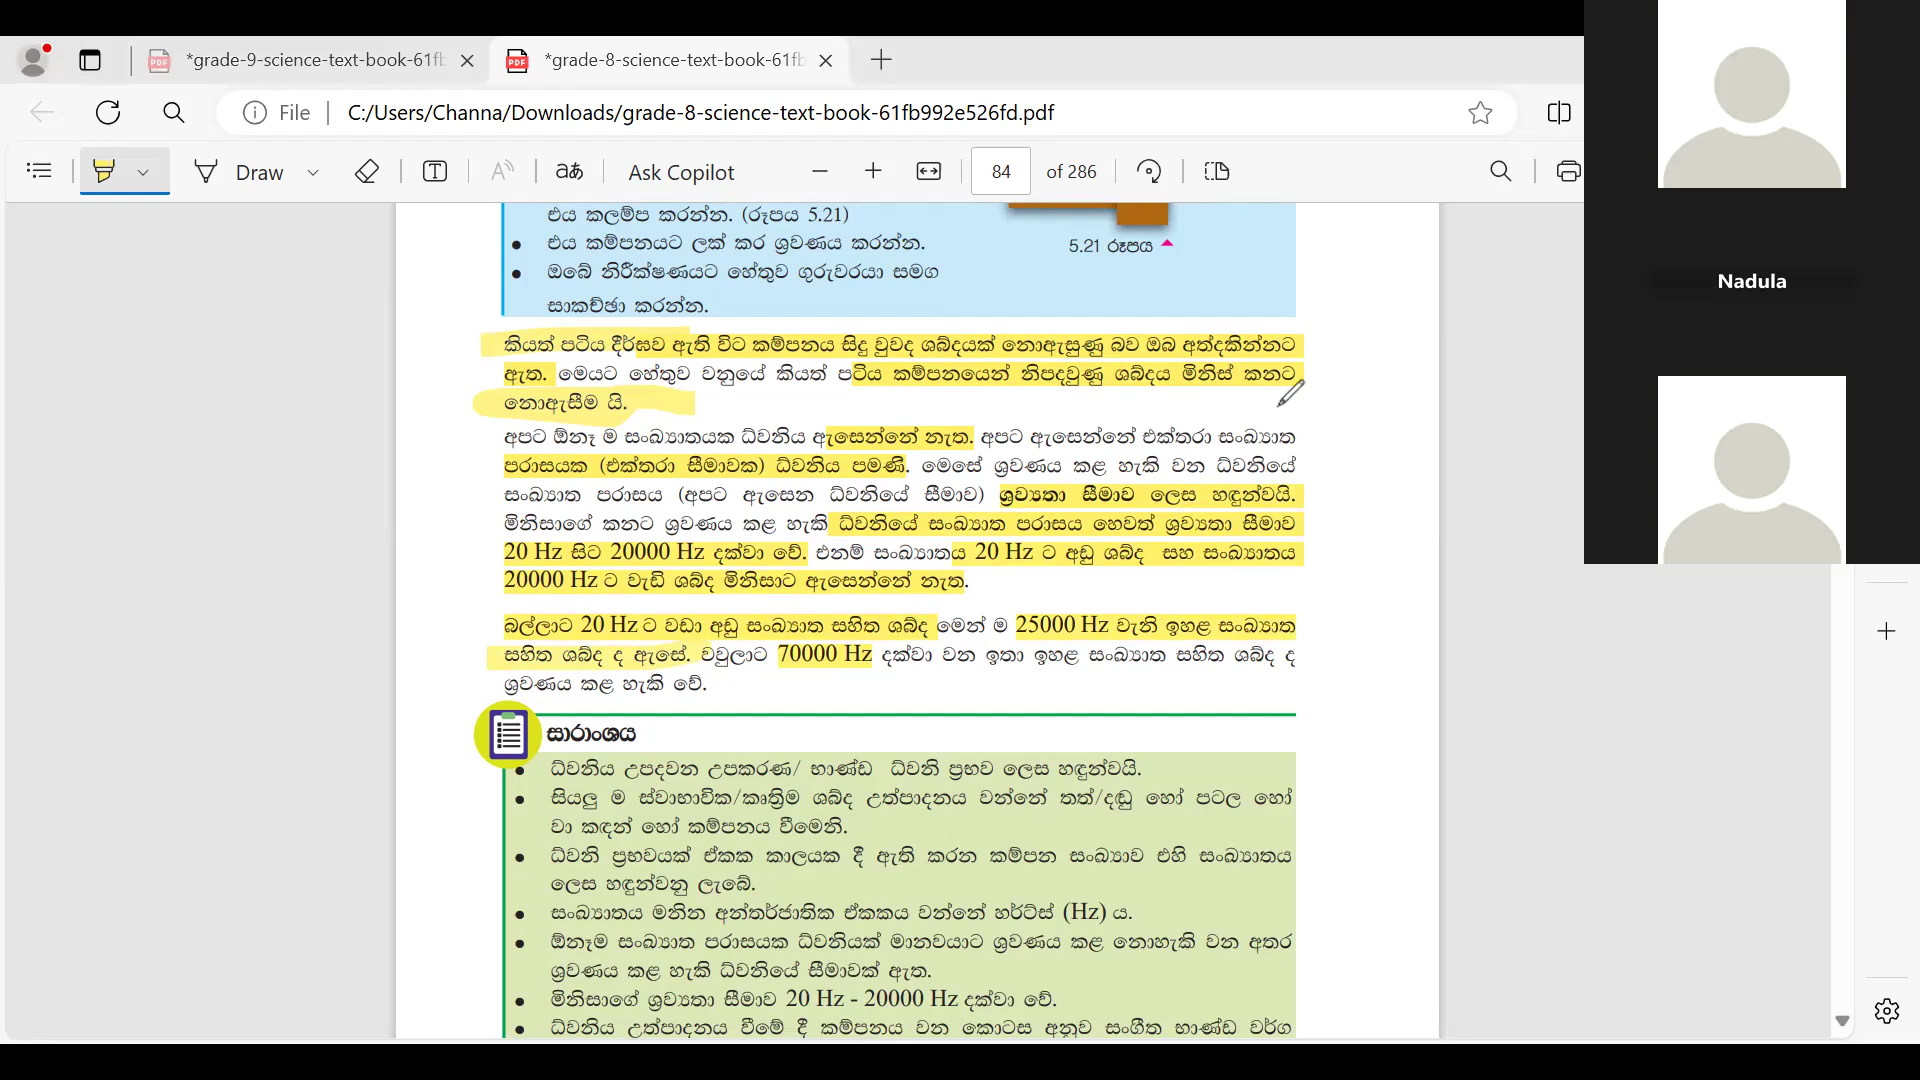 *grade-9-science-text-book-61fb
*grade-8-science-text-book-61fb
File
C:/Users/Channa/Downloads/grade-8-science-text-book-61fb992e526fd.pdf
Draw
Ask Copilot
84
of 286
Nadula
එය කලම්ප කරන්න. (රූපය 5.21)
එය කම්පනයට ලක් කර ශ්‍රවණය කරන්න.
5.21 රූපය
ඔබේ නිරීක්ෂණයට හේතුව ගුරුවරයා සමග
සාකච්ඡා කරන්න.
කියත් පටිය දීර්ඝව ඇති විට කම්පනය සිදු වුවද ශබ්දයක් නොඇසුණු බව ඔබ අත්දකින්නට
ඇත. මෙයට හේතුව වනුයේ කියත් පටිය කම්පනයෙන් නිපදවුණු ශබ්දය මිනිස් කනට
නොඇසීම යි.
අපට ඕනෑ ම සංඛ්‍යාතයක ධ්වනිය ඇසෙන්නේ නැත. අපට ඇසෙන්නේ එක්තරා සංඛ්‍යාත
පරාසයක (එක්තරා සීමාවක) ධ්වනිය පමණි. මෙසේ ශ්‍රවණය කළ හැකි වන ධ්වනියේ
සංඛ්‍යාත පරාසය (අපට ඇසෙන ධ්වනියේ සීමාව) ශ්‍රව්‍යතා සීමාව ලෙස හඳුන්වයි.
මිනිසාගේ කනට ශ්‍රවණය කළ හැකි ධ්වනියේ සංඛ්‍යාත පරාසය හෙවත් ශ්‍රව්‍යතා සීමාව
20 Hz සිට 20000 Hz දක්වා වේ. එනම් සංඛ්‍යාතය 20 Hz ට අඩු ශබ්ද සහ සංඛ්‍යාතය
20000 Hz ට වැඩි ශබ්ද මිනිසාට ඇසෙන්නේ නැත.
බල්ලාට 20 Hz ට වඩා අඩු සංඛ්‍යාත සහිත ශබ්ද මෙන් ම 25000 Hz වැනි ඉහළ සංඛ්‍යාත
සහිත ශබ්ද ද ඇසේ. වවුලාට 70000 Hz දක්වා වන ඉතා ඉහළ සංඛ්‍යාත සහිත ශබ්ද ද
ශ්‍රවණය කළ හැකි වේ.
සාරාංශය
ධ්වනිය උපදවන උපකරණ/ භාණ්ඩ ධ්වනි ප්‍රභව ලෙස හඳුන්වයි.
සියලු ම ස්වාභාවික/කෘත්‍රිම ශබ්ද උත්පාදනය වන්නේ තත්/දඬු හෝ පටල හෝ
වා කඳන් හෝ කම්පනය වීමෙනි.
ධ්වනි ප්‍රභවයක් ඒකක කාලයක දී ඇති කරන කම්පන සංඛ්‍යාව එහි සංඛ්‍යාතය
ලෙස හඳුන්වනු ලැබේ.
සංඛ්‍යාතය මනින අන්තර්ජාතික ඒකකය වන්නේ හර්ට්ස් (Hz) ය.
ඕනෑම සංඛ්‍යාත පරාසයක ධ්වනියක් මානවයාට ශ්‍රවණය කළ නොහැකි වන අතර
ශ්‍රවණය කළ හැකි ධ්වනියේ සීමාවක් ඇත.
මිනිසාගේ ශ්‍රව්‍යතා සීමාව 20 Hz - 20000 Hz දක්වා වේ.
ධ්වනිය උත්පාදනය වීමේ දී කම්පනය වන කොටස අනුව සංගීත භාණ්ඩ වර්ග